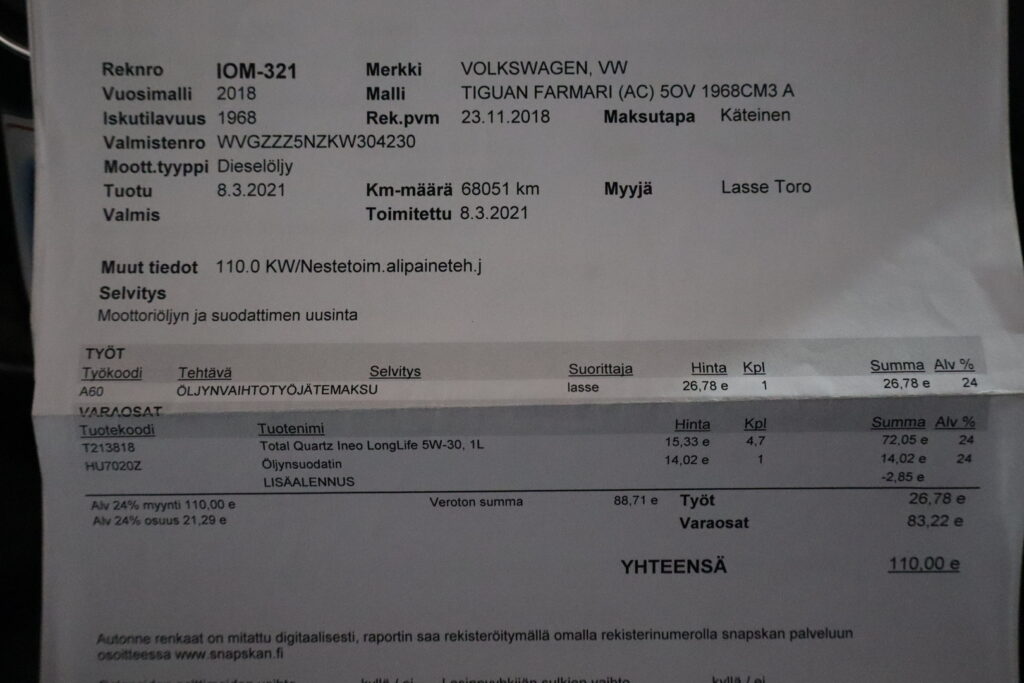 Reknro IOM-321 Merkki VOLKSWAGEN, VW
Vuosimalli 2018 Malli TIGUAN FARMARI (AC) 5OV 1968CM3 A
Iskutilavuus 1968 Rek.pvm 23.11.2018 Maksutapa Käteinen
Valmistenro WVGZZZ5NZKW304230
Moott.tyyppi Dieselöljy
Tuotu 8.3.2021 Km-määrä 68051 km Myyjä Lasse Toro
Valmis Toimitettu 8.3.2021
Muut tiedot 110.0 KW/Nestetoim.alipaineteh.j
Selvitys
Moottoriöljyn ja suodattimen uusinta
TYÖT
Työkoodi Tehtävä Selvitys Suorittaja Hinta Kpl Summa Alv %
A60 ÖLJYNVAIHTOTYÖJÄTEMAKSU lasse 26,78 e 1 26,78 e 24
VARAOSAT
Tuotekoodi Tuotenimi Hinta Kpl Summa Alv %
T213818 Total Quartz Ineo LongLife 5W-30, 1L 15,33 e 4,7 72,05 e 24
HU7020Z Öljynsuodatin 14,02 e 1 14,02 e 24
LISÄALENNUS -2,85 e
Alv 24% myynti 110,00 e Veroton summa 88,71 e Työt 26,78 e
Alv 24% osuus 21,29 e Varaosat 83,22 e
YHTEENSÄ 110,00 e
Autonne renkaat on mitattu digitaalisesti, raportin saa rekisteröitymällä omalla rekisterinumerolla snapskan palveluun
osoitteessa www.snapskan.fi